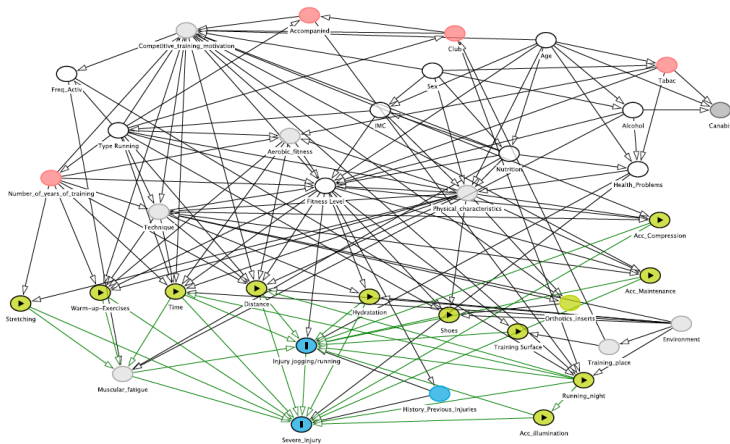 Accompanied
Competitive_training_motivation
Club
Age
Tabac
Freq_Activ
Sex
IMC
Alcohol
Canabi
Type Running
Aerobic_fitness
Nutrition
Health_Problems
Number_of_years_of_training
Fitness Level
Physical_characteristics
Technique
Acc_Compression
Acc_Maintenance
Stretching
Warm-up-Exercises
Time
Distance
Hydratation
Shoes
Orthotics_inserts
Training Surface
Environment
Injury jogging/running
Training_place
Muscular_fatigue
Running_night
History_Previous_Injuries
Severe_Injury
Acc_illumination